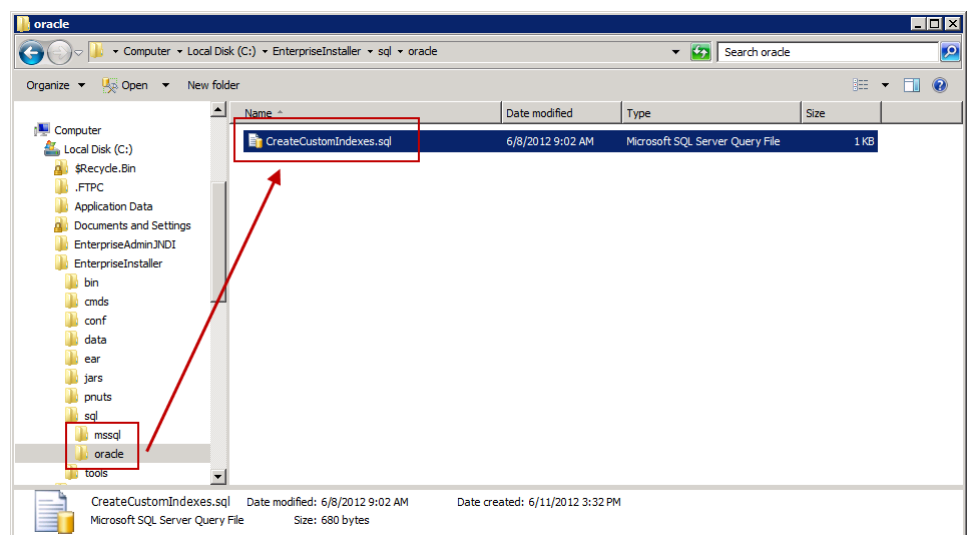 oracle
Computer Local Disk (C:) EnterpriseInstaller sql oracle
Search oracle
Organize Open New folder
Name Date modified Type Size
CreateCustomIndexes.sql 6/8/2012 9:02 AM Microsoft SQL Server Query File 1 KB
Computer
Local Disk (C:)
$Recycle.Bin
.FTPC
Application Data
Documents and Settings
EnterpriseAdminJNDI
EnterpriseInstaller
bin
cmds
conf
data
ear
jars
pnuts
sql
mssql
oracle
tools
CreateCustomIndexes.sql Date modified: 6/8/2012 9:02 AM Date created: 6/11/2012 3:32 PM
Microsoft SQL Server Query File Size: 680 bytes